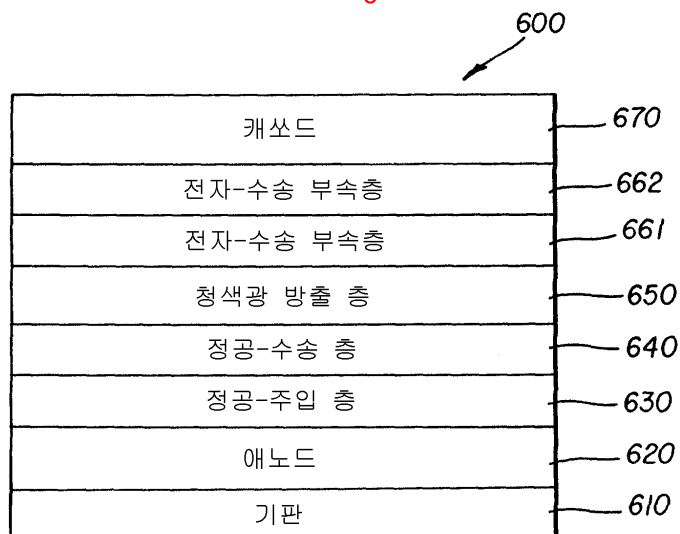 600
캐쏘드 670
전자-수송 부속층 662
전자-수송 부속층 661
청색광 방출 층 650
정공-수송 층 640
정공-주입 층 630
애노드 620
기판 610